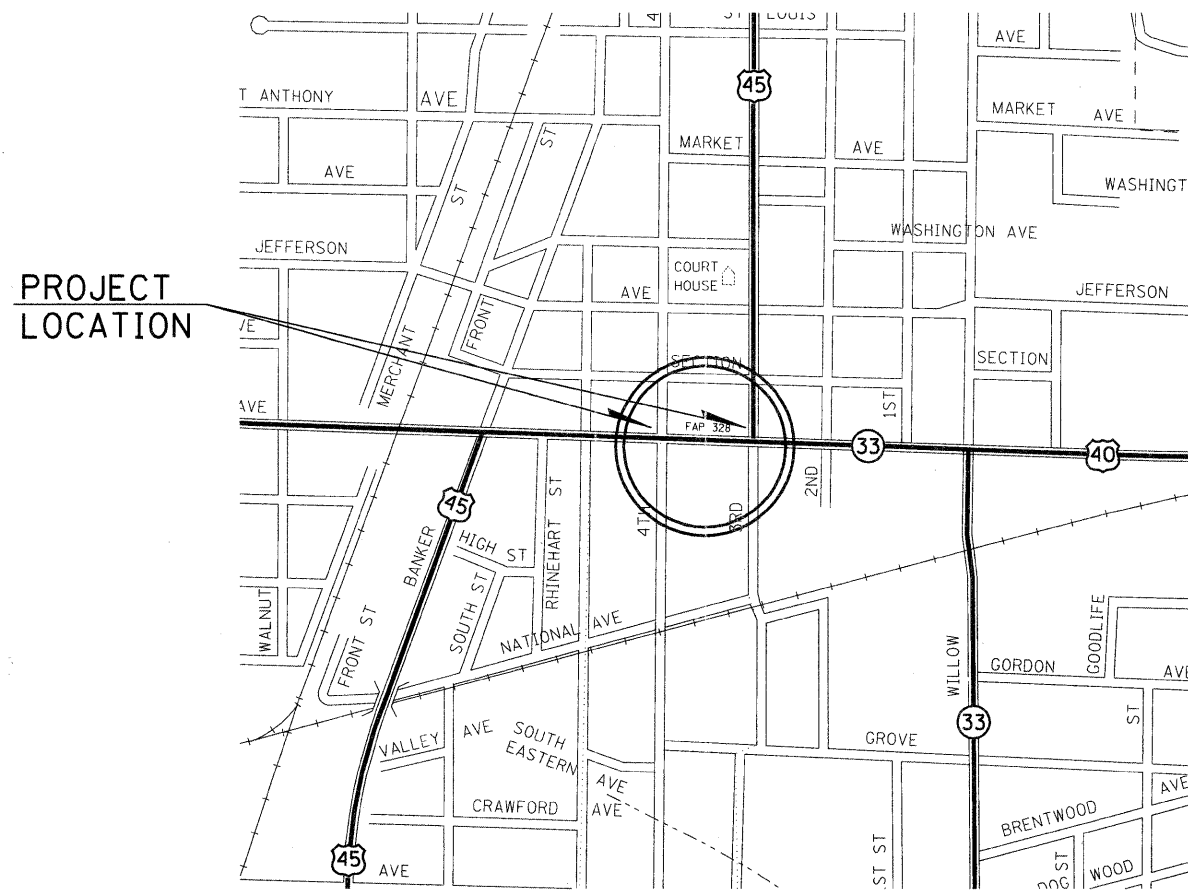 ST LOUIS
4
AVE
45
T ANTHONY
AVE
MARKET
AVE
ST
MARKET
AVE
AVE
WASHINGT
ST
WASHINGTON AVE
JEFFERSON
COURT
HOUSE
AVE
JEFFERSON
PROJECT
LOCATION
FRONT
VE
MERCHANT
SECTION
SECTION
AVE
1ST
FAP 328
33
40
45
2ND
RHINEHART ST
4TH
3RD
BANKER
HIGH ST
WALNUT
SOUTH ST
NATIONAL AVE
FRONT ST
GOODLIFE
WILLOW
GORDON
AVE
ST
33
VALLEY AVE
SOUTH
EASTERN
AVE
GROVE
CRAWFORD
AVE
BRENTWOOD
AVE
45
AVE
ST ST
DOG
ST
WOOD